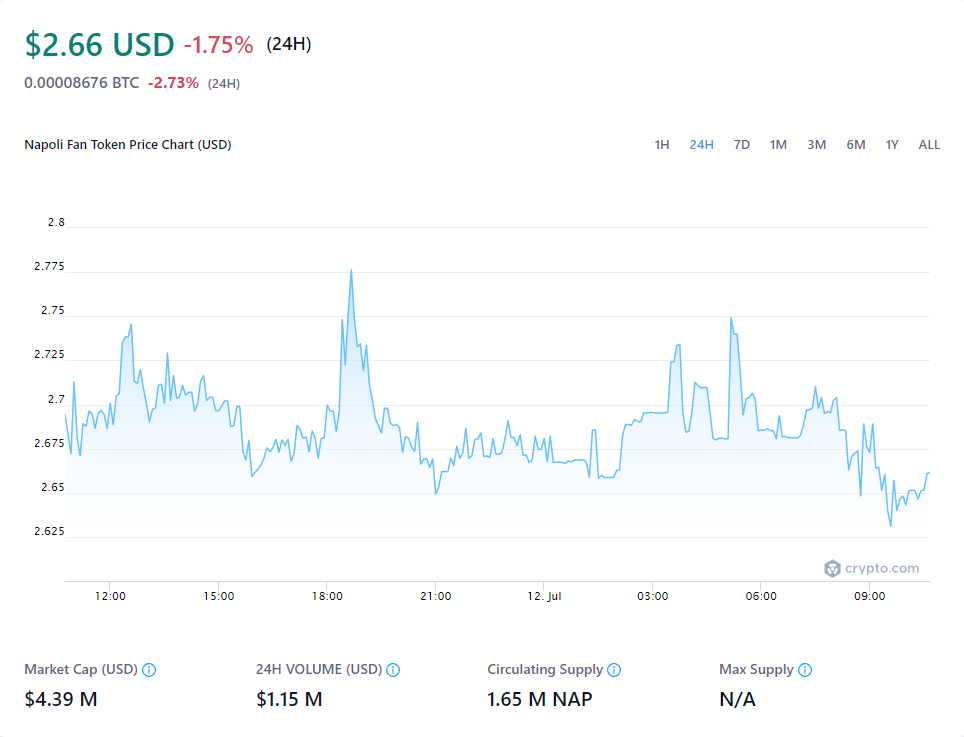 $2.66 USD -1.75% (24H)
0.00008676 BTC -2.73% (24H)
Napoli Fan Token Price Chart (USD) 1H 24H 7D 1M 3M 6M 1Y ALL
2.8
2.775
2.75
2.725
2.7
2.675
2.65
2.625
crypto.com
12:00 15:00 18:00 21:00 12. Jul 03:00 06:00 09:00
Market Cap (USD) 24H VOLUME (USD) Circulating Supply Max Supply
$4.39 M $1.15 M 1.65 M NAP N/A